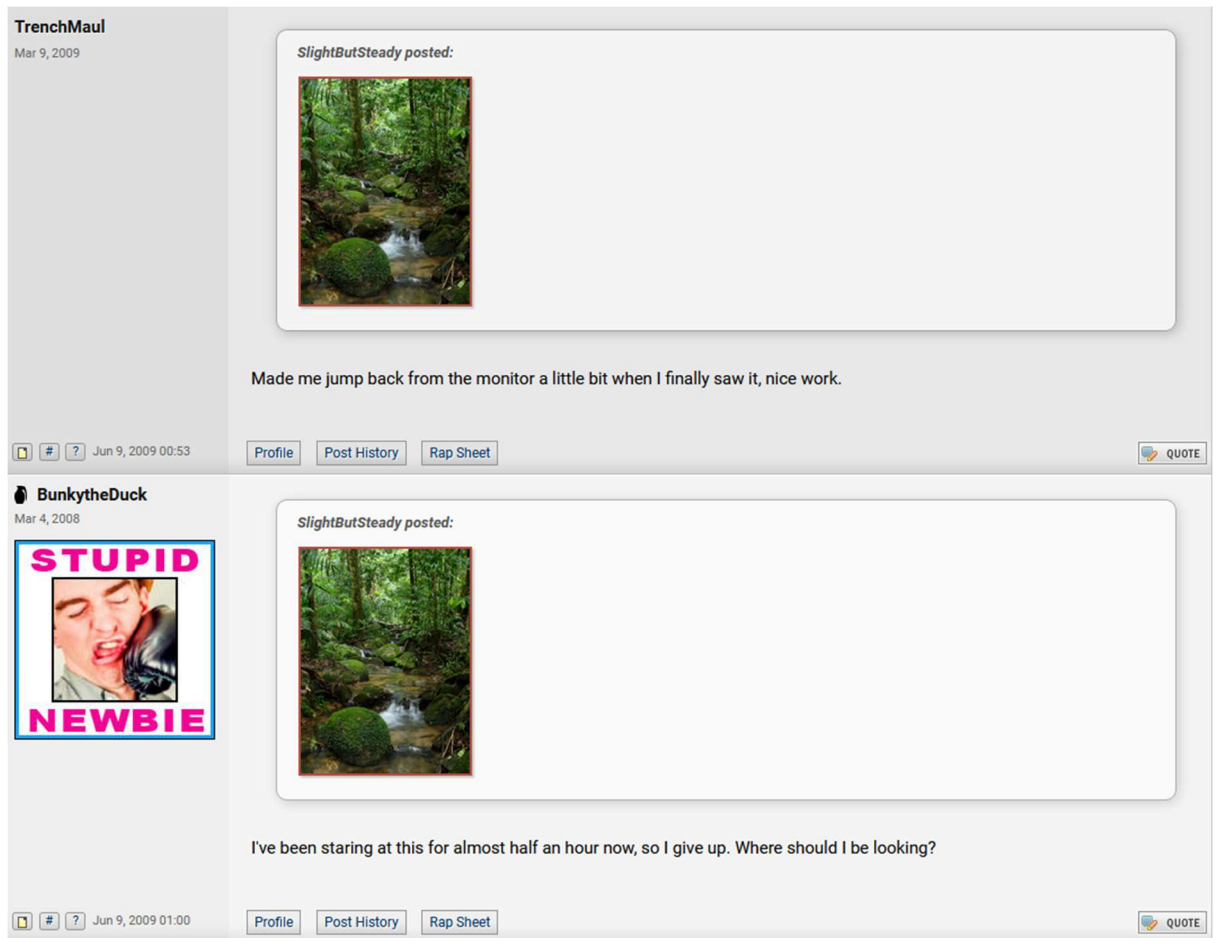 TrenchMaul
Mar 9, 2009
SlightButSteady posted:
Made me jump back from the monitor a little bit when I finally saw it, nice work.
# ? Jun 9, 2009 00:53
Profile Post History Rap Sheet QUOTE
BunkytheDuck
Mar 4, 2008
STUPID
NEWBIE
SlightButSteady posted:
I've been staring at this for almost half an hour now, so I give up. Where should I be looking?
# ? Jun 9, 2009 01:00
Profile Post History Rap Sheet QUOTE